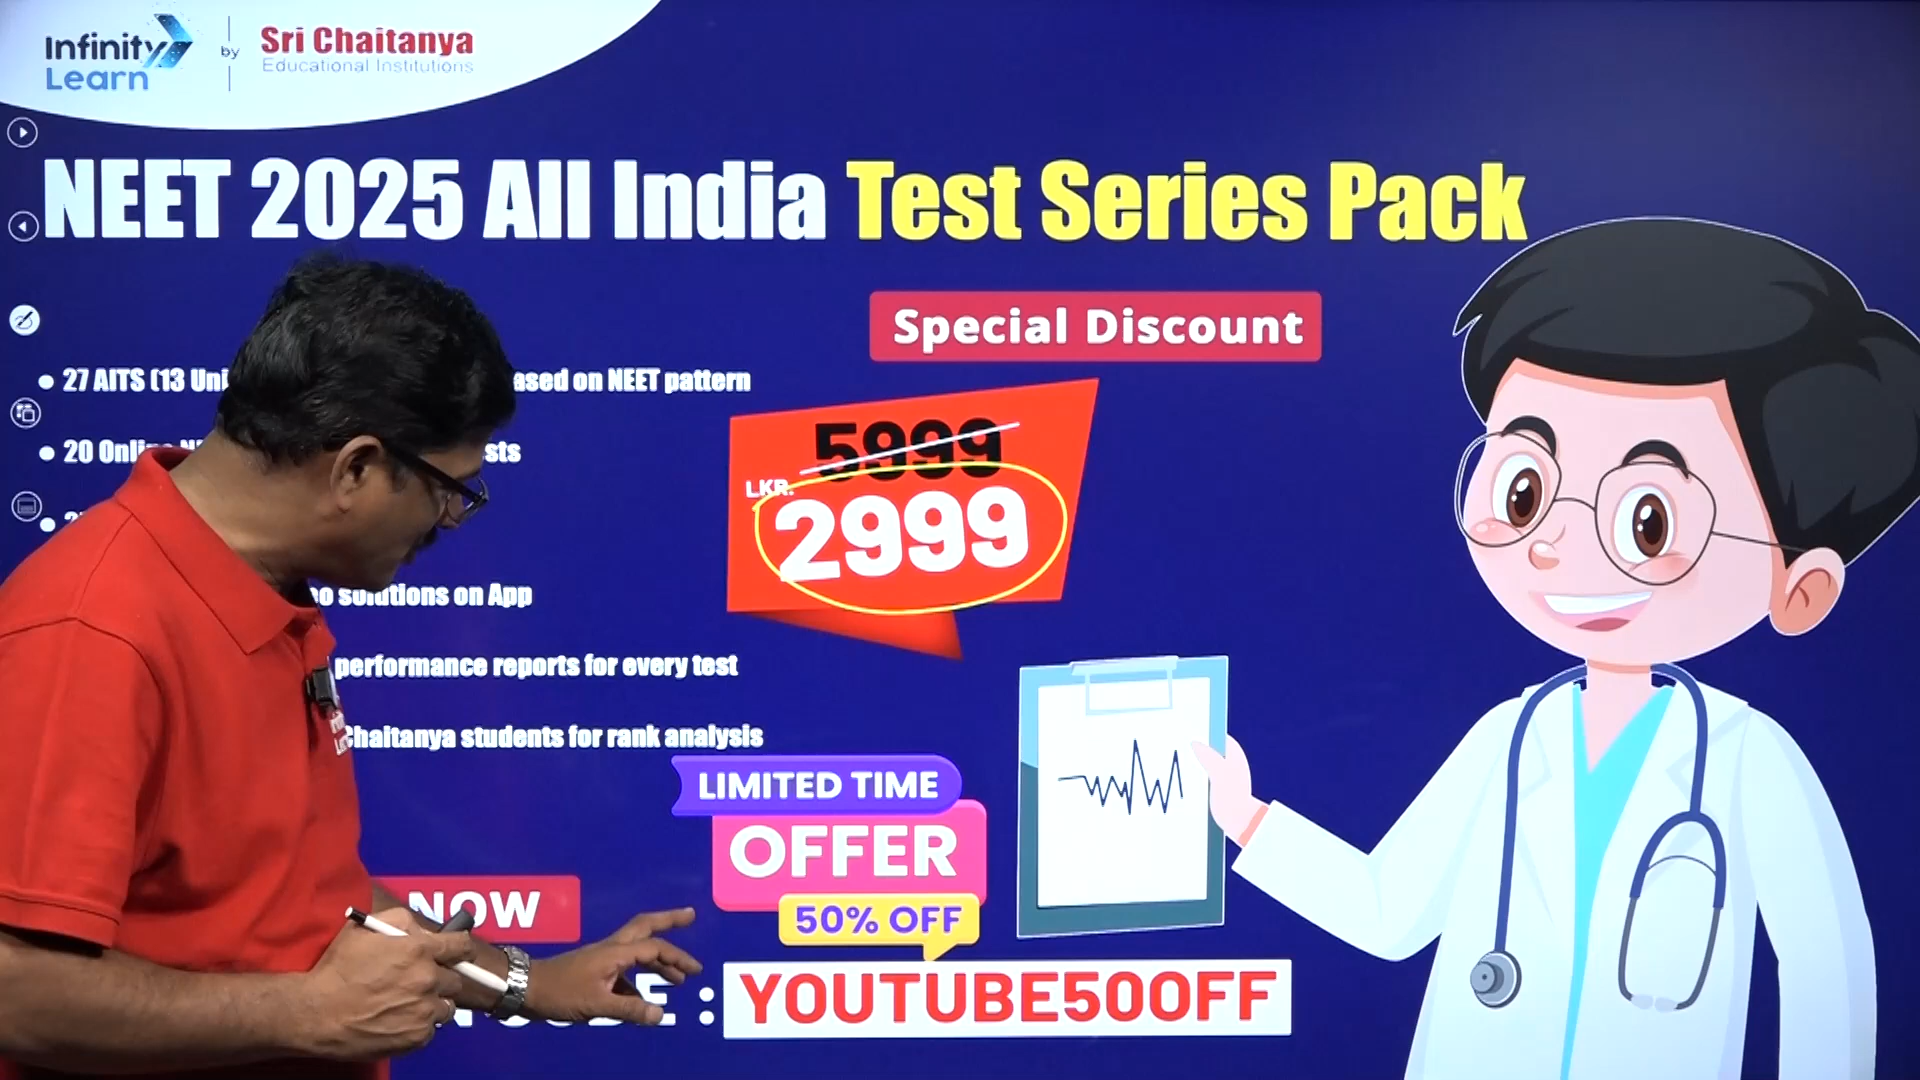 Infinity Learn by Sri Chaitanya
Educational Institutions
NEET 2025 All India Test Series Pack
Special Discount
27 AITS (13 Uni ased on NEET pattern
20 Onli sts
5999
LKR.
2999
eo solutions on App
performance reports for every test
Chaitanya students for rank analysis
LIMITED TIME
OFFER
50% OFF
NOW
: YOUTUBE50OFF